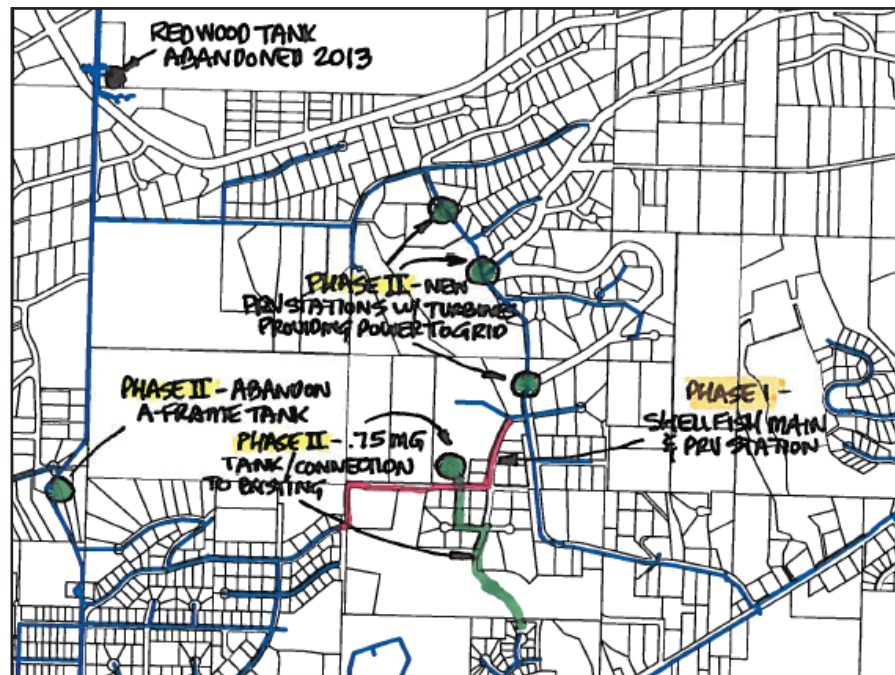 REDWOOD TANK
ABANDONED 2013
PHASE II - NEW
PRV STATIONS W/ TURBINES
PROVIDING POWER TO GRID
PHASE II - ABANDON
A-FRAME TANK
PHASE II - .75 MG
TANK/CONNECTION
TO EXISTING
PHASE I -
SHELLFISH MAIN
& PRV STATION